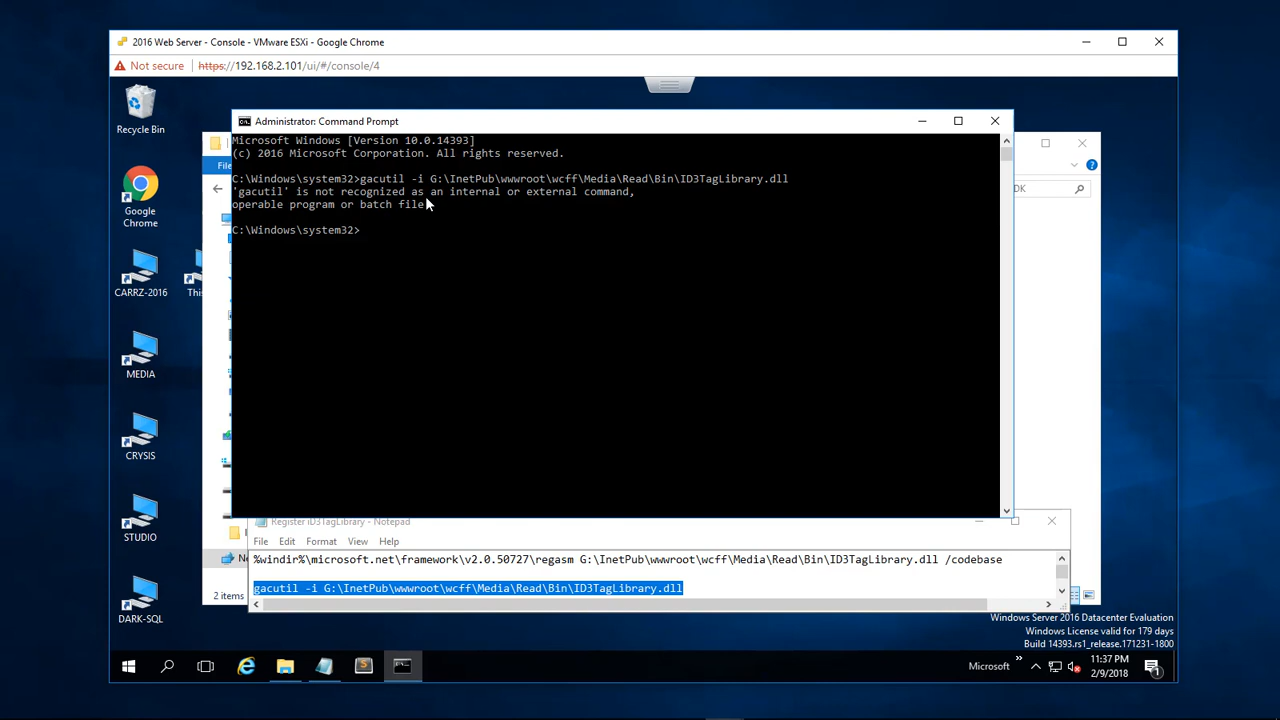 2016 Web Server - Console - VMware ESXi - Google Chrome
Not secure https://192.168.2.101/ui/#/console/4
Recycle Bin
Google
Chrome
CARRZ-2016
MEDIA
CRYSIS
STUDIO
DARK-SQL
Administrator: Command Prompt
Microsoft Windows [Version 10.0.14393]
(c) 2016 Microsoft Corporation. All rights reserved.
C:\Windows\system32>gacutil -i G:\InetPub\wwwroot\wcff\Media\Read\Bin\ID3TagLibrary.dll
'gacutil' is not recognized as an internal or external command,
operable program or batch file
C:\Windows\system32>
Register iD3TagLibrary - Notepad
File Edit Format View Help
%windir%\microsoft.net\framework\v2.0.50727\regasm G:\InetPub\wwwroot\wcff\Media\Read\Bin\ID3TagLibrary.dll /codebase
gacutil -i G:\InetPub\wwwroot\wcff\Media\Read\Bin\ID3TagLibrary.dll
2 items
Windows Server 2016 Datacenter Evaluation
Windows License valid for 179 days
Build 14393.rs1_release.171231-1800
Microsoft
11:37 PM
2/9/2018
1